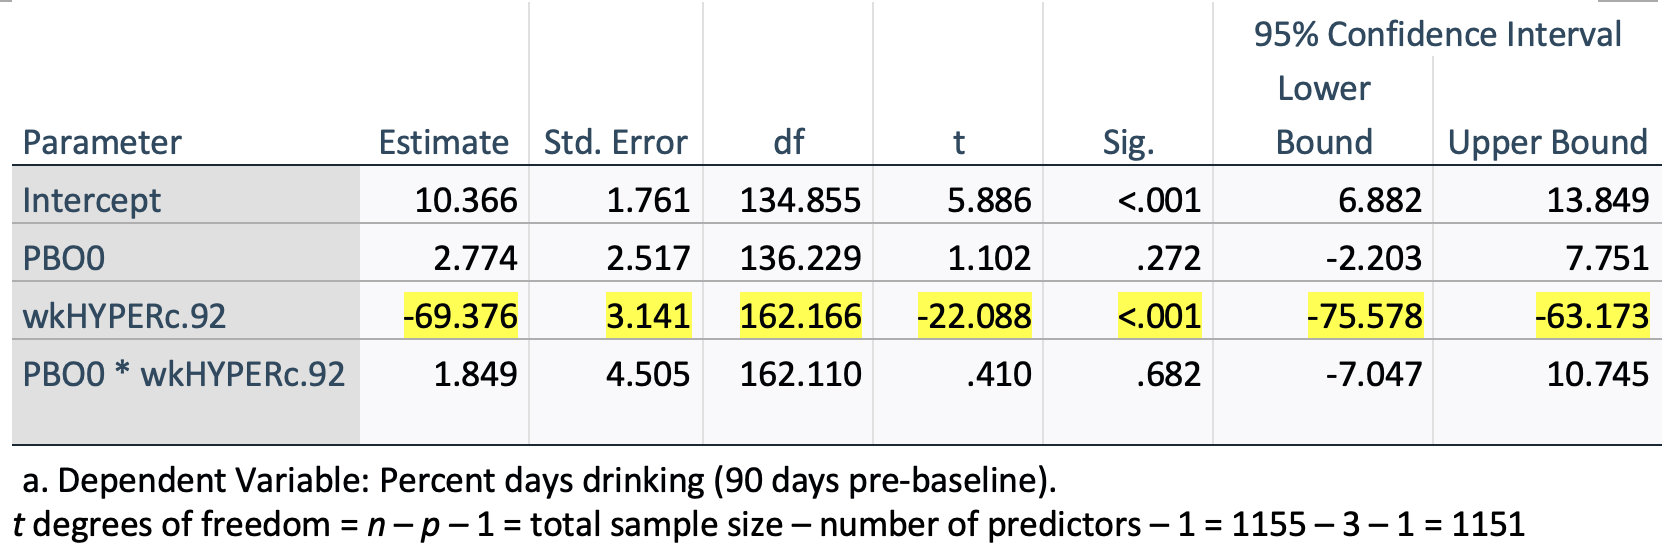 95% Confidence Interval
Lower
Parameter Estimate Std. Error df t Sig. Bound Upper Bound
Intercept 10.366 1.761 134.855 5.886 <.001 6.882 13.849
PBO0 2.774 2.517 136.229 1.102 .272 -2.203 7.751
wkHYPERc.92 -69.376 3.141 162.166 -22.088 <.001 -75.578 -63.173
PBO0 * wkHYPERc.92 1.849 4.505 162.110 .410 .682 -7.047 10.745
a. Dependent Variable: Percent days drinking (90 days pre-baseline).
t degrees of freedom = n – p – 1 = total sample size – number of predictors – 1 = 1155 – 3 – 1 = 1151